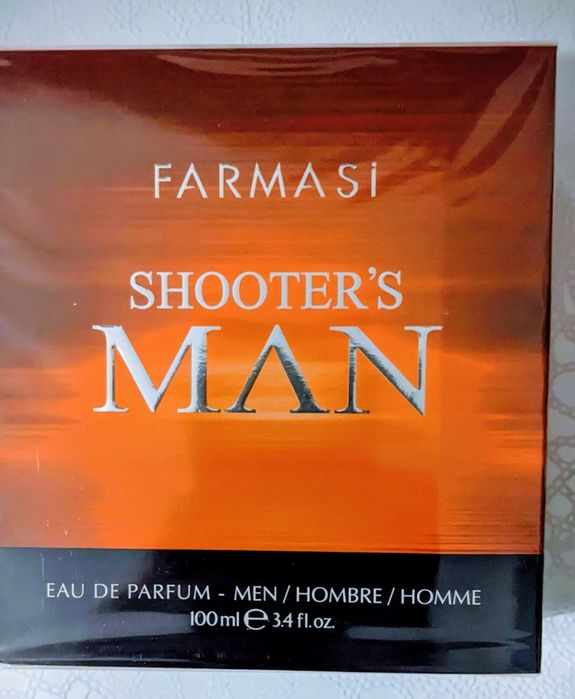 FARMASi
SHOOTER'S
MAN
EAU DE PARFUM - MEN / HOMBRE / HOMME
100 ml ℮ 3.4 fl. oz.